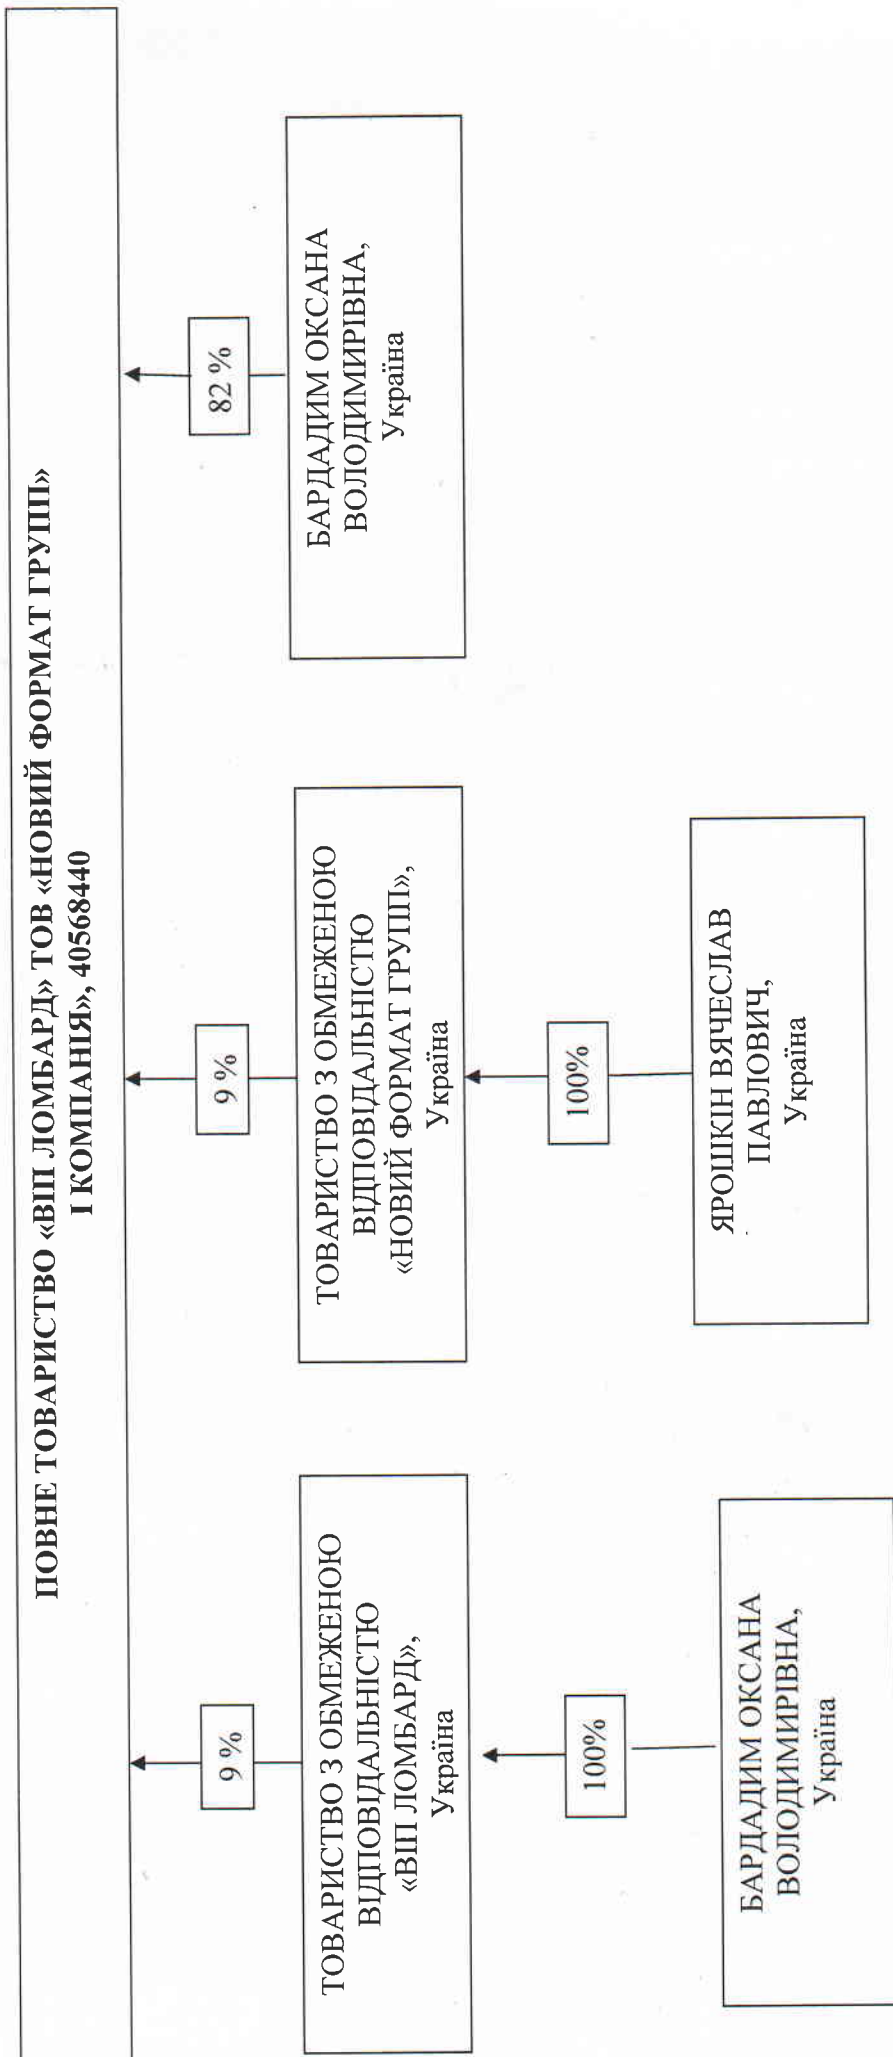 ПОВНЕ ТОВАРИСТВО «ВІП ЛОМБАРД» ТОВ «НОВИЙ ФОРМАТ ГРУПП»
І КОМПАНІЯ», 40568440
9 %
9 %
82 %
ТОВАРИСТВО З ОБМЕЖЕНОЮ
ВІДПОВІДАЛЬНІСТЮ
«ВІП ЛОМБАРД»,
Україна
ТОВАРИСТВО З ОБМЕЖЕНОЮ
ВІДПОВІДАЛЬНІСТЮ
«НОВИЙ ФОРМАТ ГРУПП»,
Україна
БАРДАДИМ ОКСАНА
ВОЛОДИМИРІВНА,
Україна
100%
100%
БАРДАДИМ ОКСАНА
ВОЛОДИМИРІВНА,
Україна
ЯРОШКІН ВЯЧЕСЛАВ
ПАВЛОВИЧ,
Україна